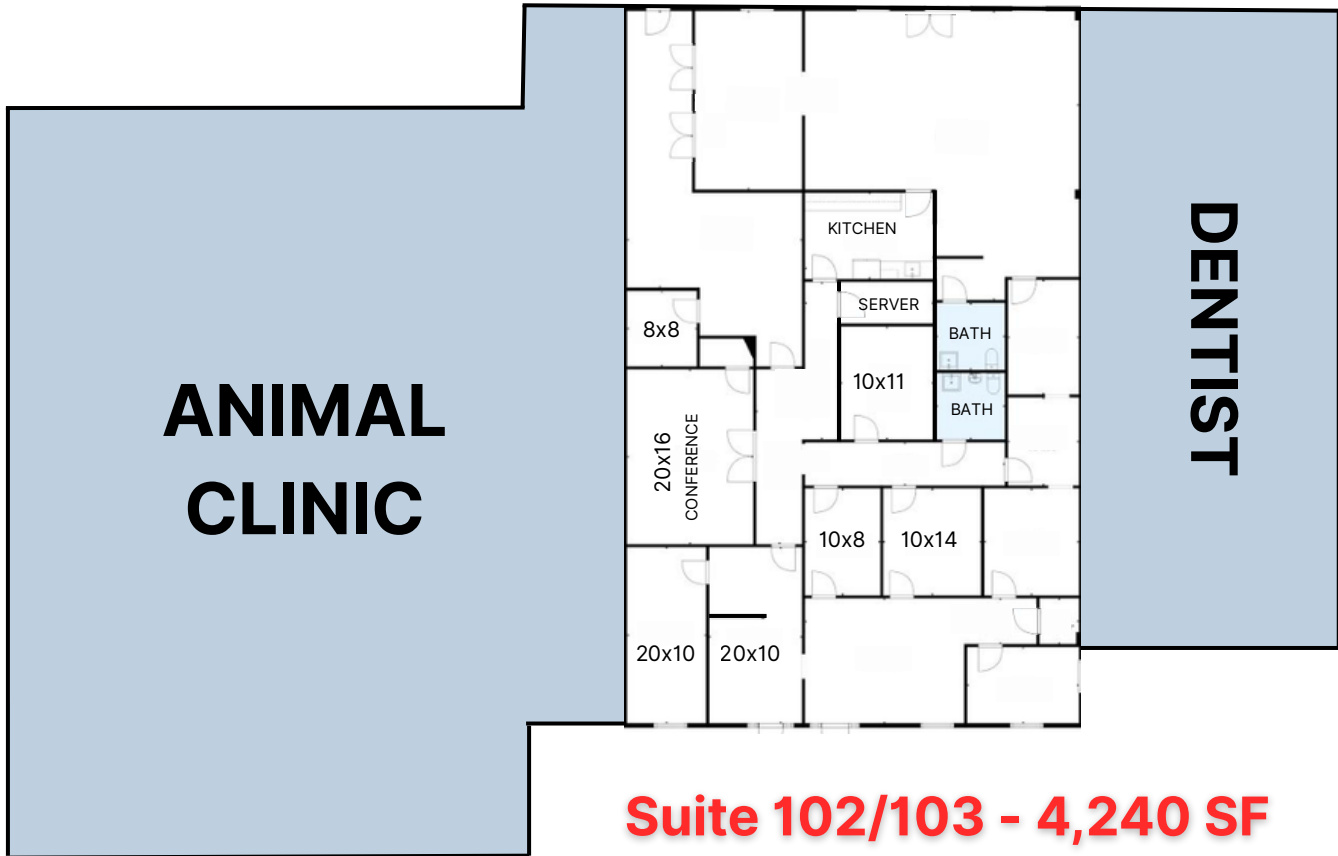 ANIMAL
CLINIC
KITCHEN
SERVER
8x8
BATH
10x11
BATH
20x16
CONFERENCE
10x8
10x14
20x10
20x10
DENTIST
Suite 102/103 - 4,240 SF